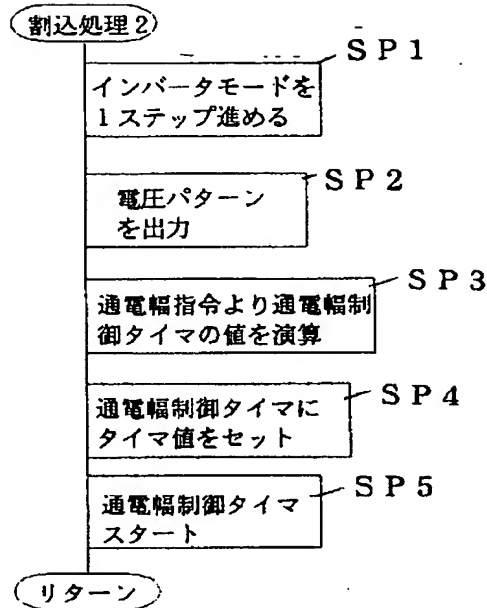 割込処理2
SP1
インバータモードを
1ステップ進める
SP2
電圧パターン
を出力
SP3
通電幅指令より通電幅制
御タイマの値を演算
SP4
通電幅制御タイマに
タイマ値をセット
SP5
通電幅制御タイマ
スタート
リターン